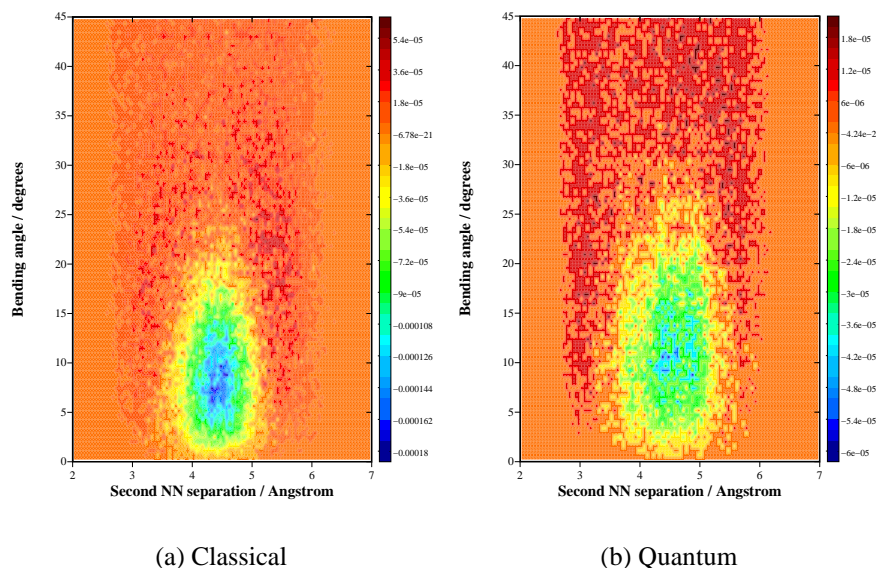 45
40
35
30
25
20
15
10
5
0
2
3
4
5
6
7
Bending angle / degrees
Second NN separation / Angstrom
5.4e−05
3.6e−05
1.8e−05
−6.78e−21
−1.8e−05
−3.6e−05
−5.4e−05
−7.2e−05
−9e−05
−0.000108
−0.000126
−0.000144
−0.000162
−0.00018
(a) Classical
45
40
35
30
25
20
15
10
5
0
2
3
4
5
6
7
Bending angle / degrees
Second NN separation / Angstrom
1.8e−05
1.2e−05
6e−06
−6e−06
−1.2e−05
−1.8e−05
−2.4e−05
−3e−05
−3.6e−05
−4.2e−05
−4.8e−05
−5.4e−05
−6e−05
(b) Quantum